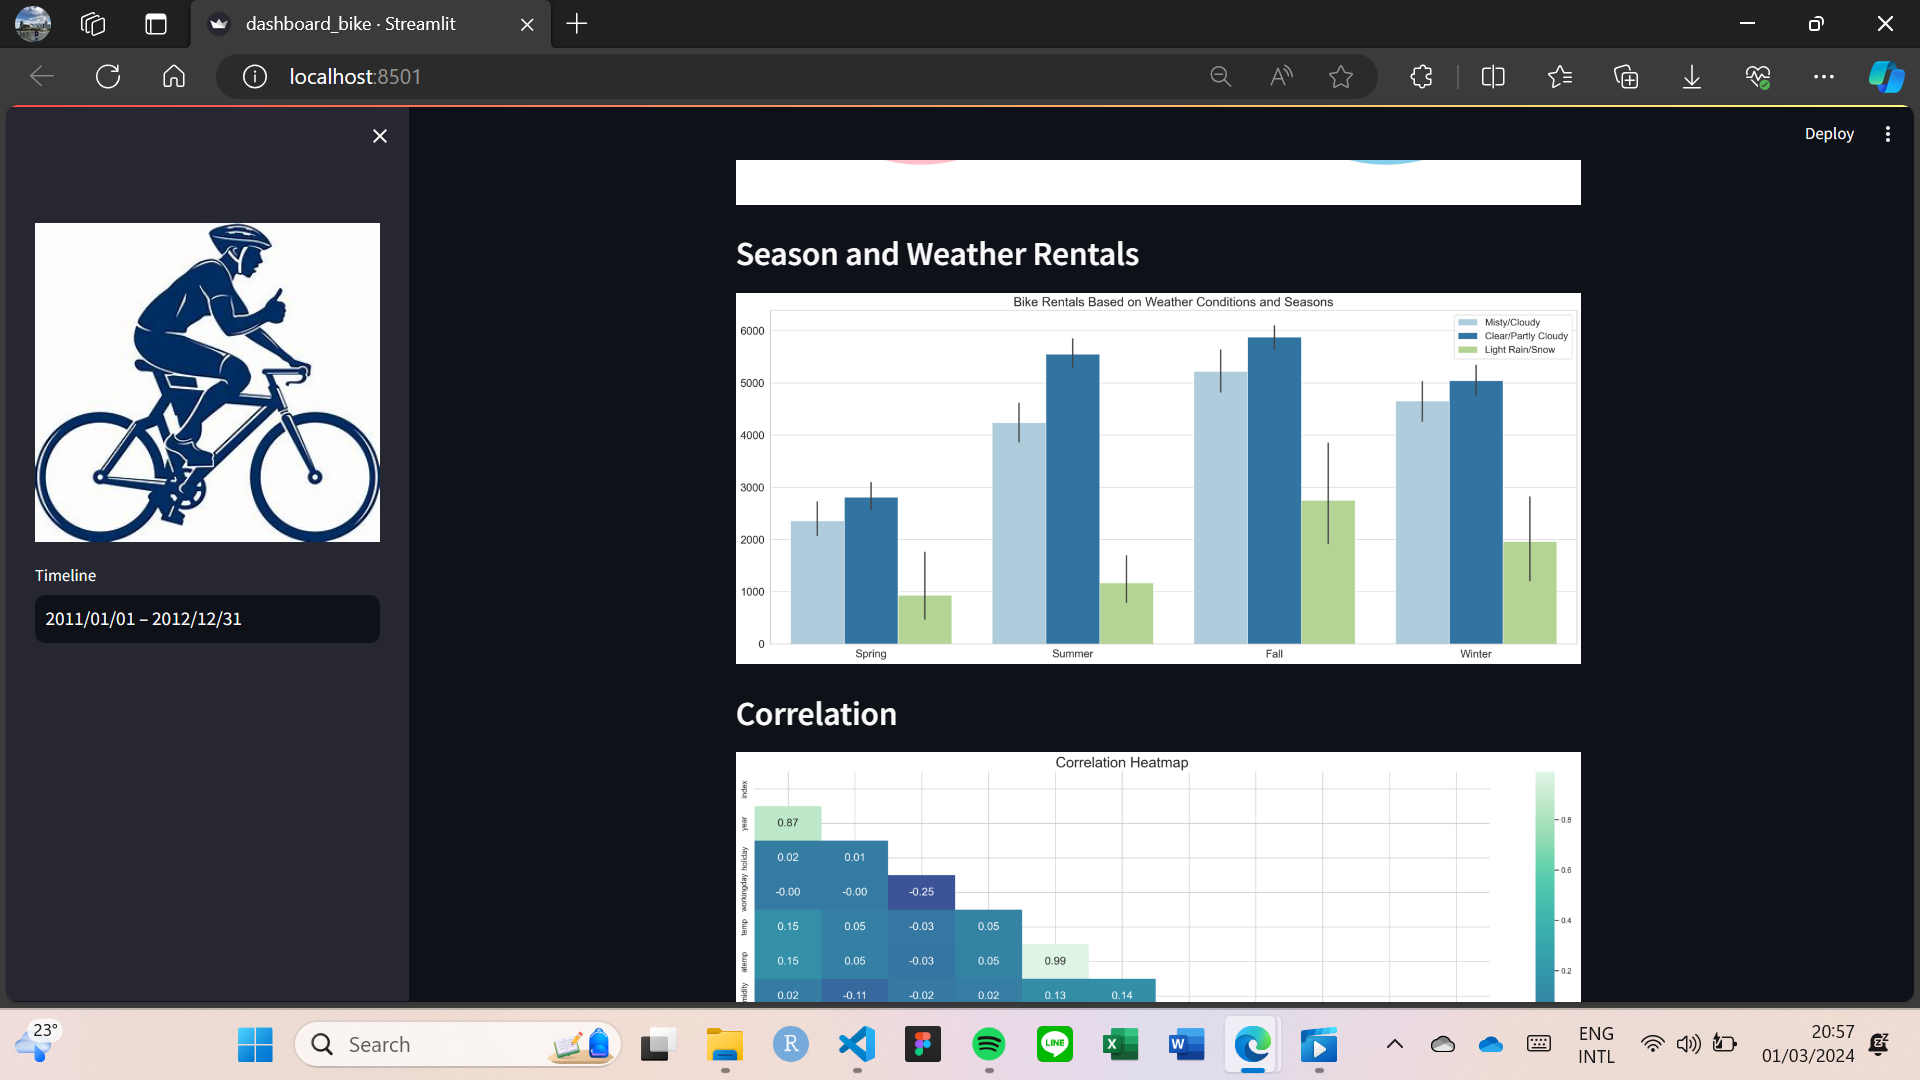 dashboard_bike · Streamlit
localhost:8501
Deploy
Timeline
2011/01/01 – 2012/12/31
Season and Weather Rentals
Bike Rentals Based on Weather Conditions and Seasons
Misty/Cloudy
Clear/Partly Cloudy
Light Rain/Snow
6000
5000
4000
3000
2000
1000
0
Spring Summer Fall Winter
Correlation
Correlation Heatmap
index
year
holiday
workingday
temp
atemp
midity
0.87
0.02 0.01
-0.00 -0.00 -0.25
0.15 0.05 -0.03 0.05
0.15 0.05 -0.03 0.05 0.99
0.02 -0.11 -0.02 0.02 0.13 0.14
0.8
0.6
0.4
0.2
23°
Search
R
LINE
X
W
ENG
INTL
20:57
01/03/2024